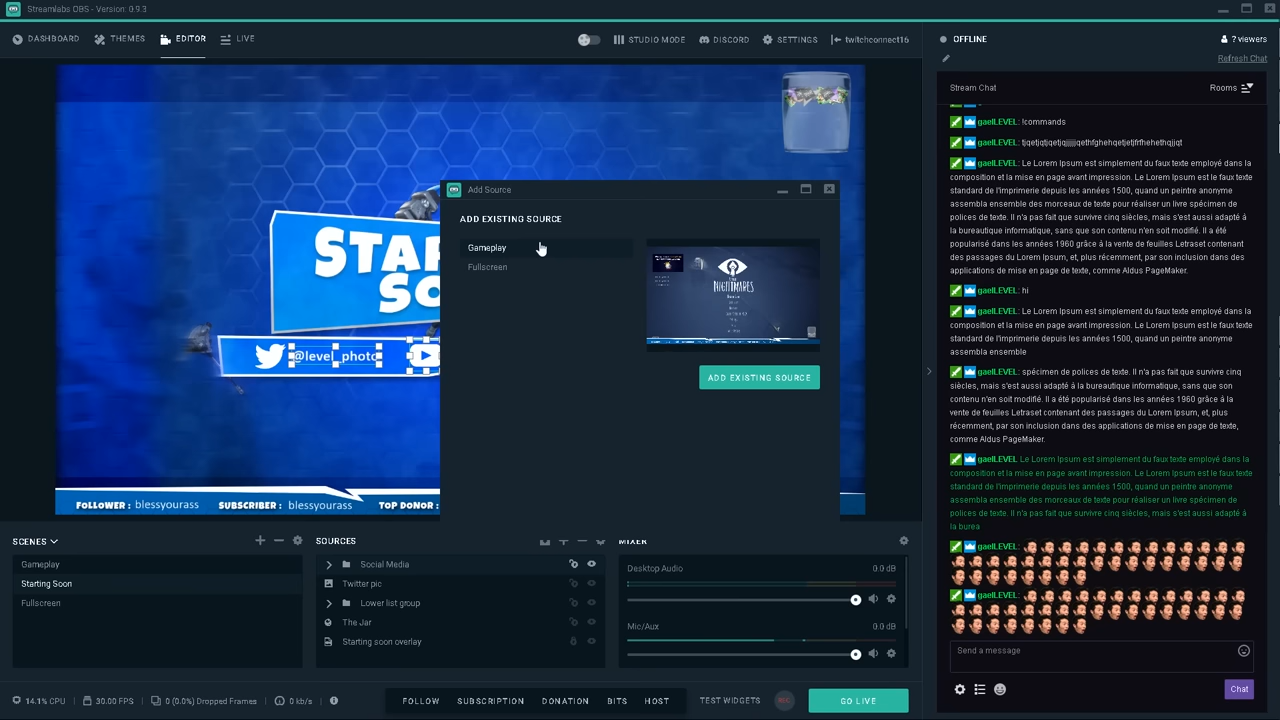 Streamlabs OBS - Version: 0.9.3
DASHBOARD
THEMES
EDITOR
LIVE
STUDIO MODE
DISCORD
SETTINGS
twitchconnect16
OFFLINE
? viewers
Refresh Chat
Stream Chat
Rooms
gaelLEVEL: !commands
gaelLEVEL: tjqetjqtjqetjqjjjjjjqethfghehqetjetjfrfhehethqjjqt
gaelLEVEL: Le Lorem Ipsum est simplement du faux texte employé dans la
composition et la mise en page avant impression. Le Lorem Ipsum est le faux texte
standard de l'imprimerie depuis les années 1500, quand un peintre anonyme
assembla ensemble des morceaux de texte pour réaliser un livre spécimen de
polices de texte. Il n'a pas fait que survivre cinq siècles, mais s'est aussi adapté à
la bureautique informatique, sans que son contenu n'en soit modifié. Il a été
popularisé dans les années 1960 grâce à la vente de feuilles Letraset contenant
des passages du Lorem Ipsum, et, plus récemment, par son inclusion dans des
applications de mise en page de texte, comme Aldus PageMaker.
gaelLEVEL: hi
gaelLEVEL: Le Lorem Ipsum est simplement du faux texte employé dans la
composition et la mise en page avant impression. Le Lorem Ipsum est le faux texte
standard de l'imprimerie depuis les années 1500, quand un peintre anonyme
assembla ensemble
gaelLEVEL: spécimen de polices de texte. Il n'a pas fait que survivre cinq
siècles, mais s'est aussi adapté à la bureautique informatique, sans que son
contenu n'en soit modifié. Il a été popularisé dans les années 1960 grâce à la
vente de feuilles Letraset contenant des passages du Lorem Ipsum, et, plus
récemment, par son inclusion dans des applications de mise en page de texte,
comme Aldus PageMaker.
gaelLEVEL Le Lorem Ipsum est simplement du faux texte employé dans la
composition et la mise en page avant impression. Le Lorem Ipsum est le faux texte
standard de l'imprimerie depuis les années 1500, quand un peintre anonyme
assembla ensemble des morceaux de texte pour réaliser un livre spécimen de
polices de texte. Il n'a pas fait que survivre cinq siècles, mais s'est aussi adapté à
la burea
gaelLEVEL:
gaelLEVEL:
Send a message
Chat
STAR
SO
@level_photo
FOLLOWER : blessyourass
SUBSCRIBER : blessyourass
TOP DONOR :
Add Source
ADD EXISTING SOURCE
Gameplay
Fullscreen
NIGHTMARES
ADD EXISTING SOURCE
SCENES
Gameplay
Starting Soon
Fullscreen
SOURCES
Social Media
Twitter pic
Lower list group
The Jar
Starting soon overlay
MIXER
Desktop Audio
0.0 dB
Mic/Aux
0.0 dB
14.1% CPU
30.00 FPS
0 (0.0%) Dropped Frames
0 kb/s
FOLLOW
SUBSCRIPTION
DONATION
BITS
HOST
TEST WIDGETS
REC
GO LIVE